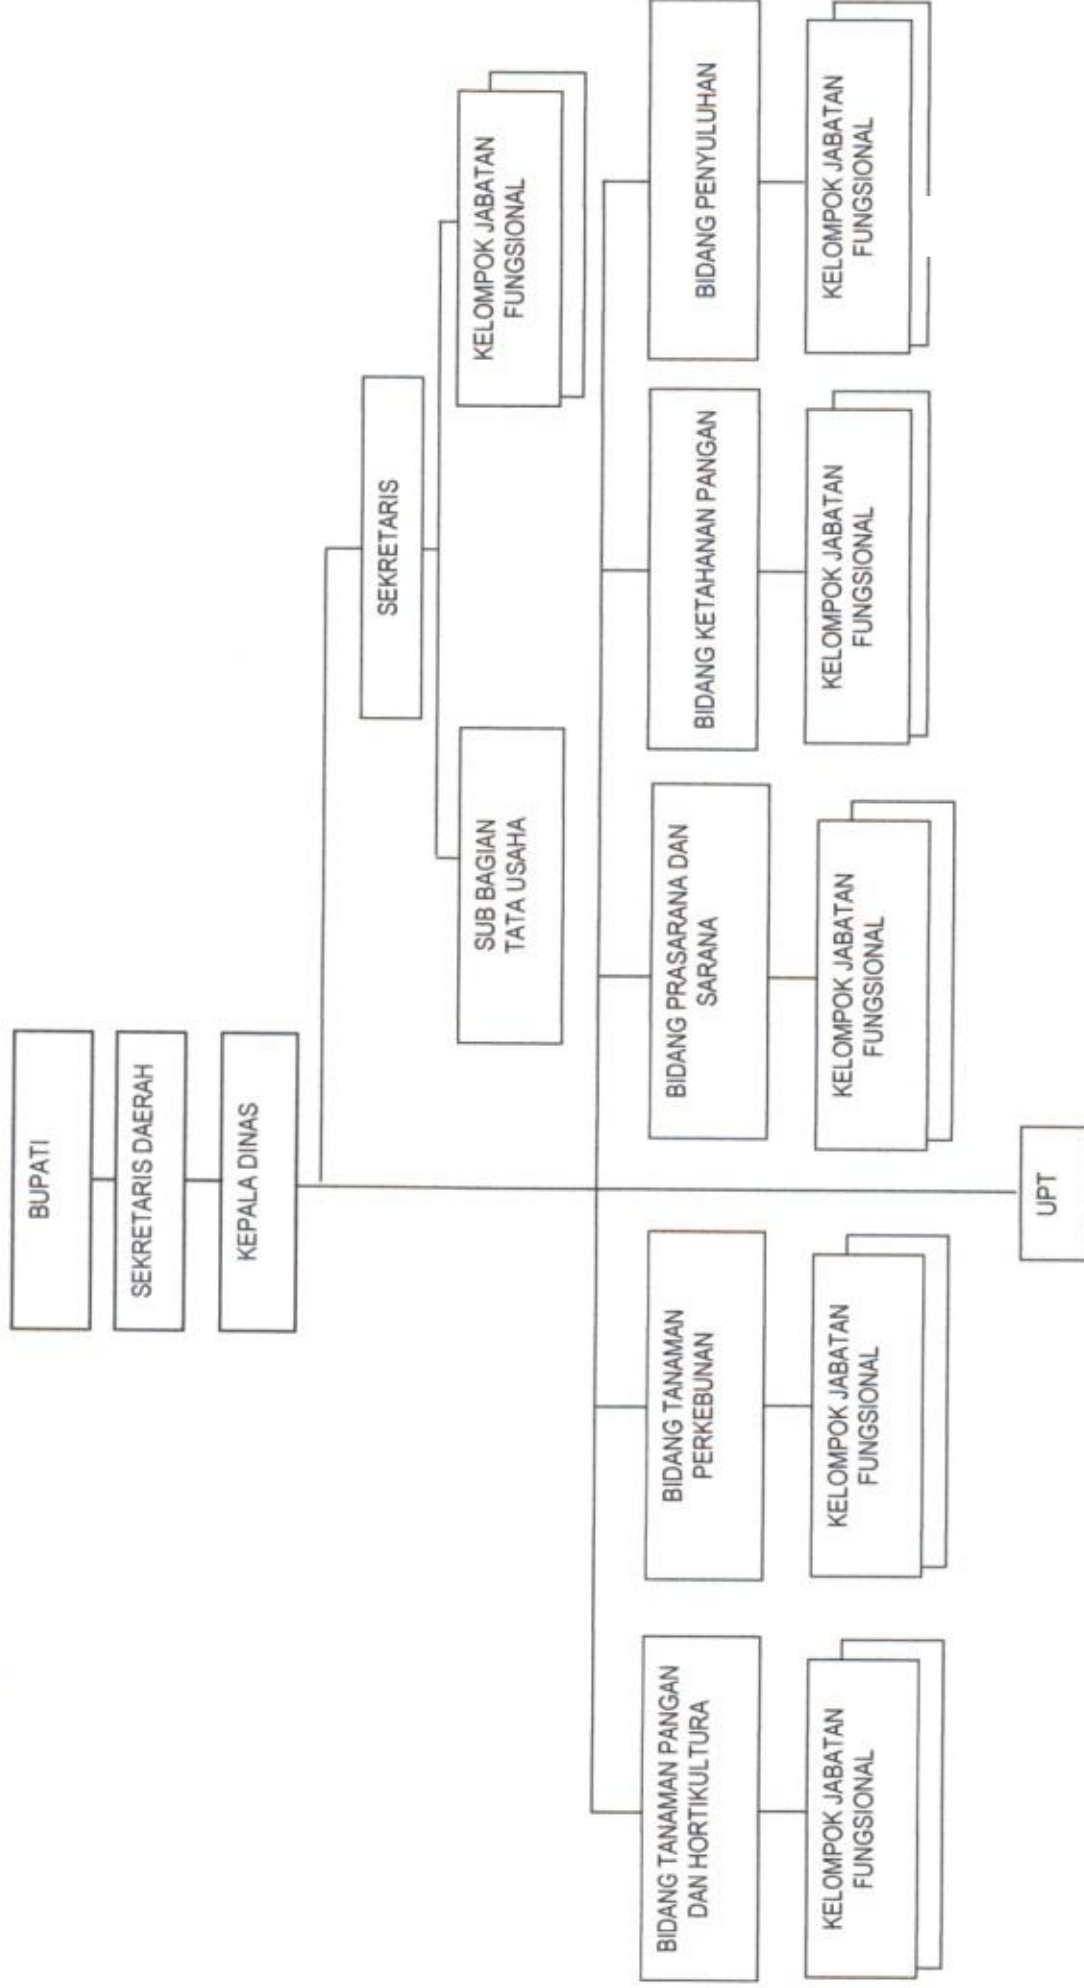 BUPATI
SEKRETARIS DAERAH
KEPALA DINAS
SEKRETARIS
SUB BAGIAN
TATA USAHA
KELOMPOK JABATAN
FUNGSIONAL
BIDANG TANAMAN PANGAN
DAN HORTIKULTURA
BIDANG TANAMAN
PERKEBUNAN
BIDANG PRASARANA DAN
SARANA
BIDANG KETAHANAN PANGAN
BIDANG PENYULUHAN
KELOMPOK JABATAN
FUNGSIONAL
KELOMPOK JABATAN
FUNGSIONAL
KELOMPOK JABATAN
FUNGSIONAL
KELOMPOK JABATAN
FUNGSIONAL
KELOMPOK JABATAN
FUNGSIONAL
UPT